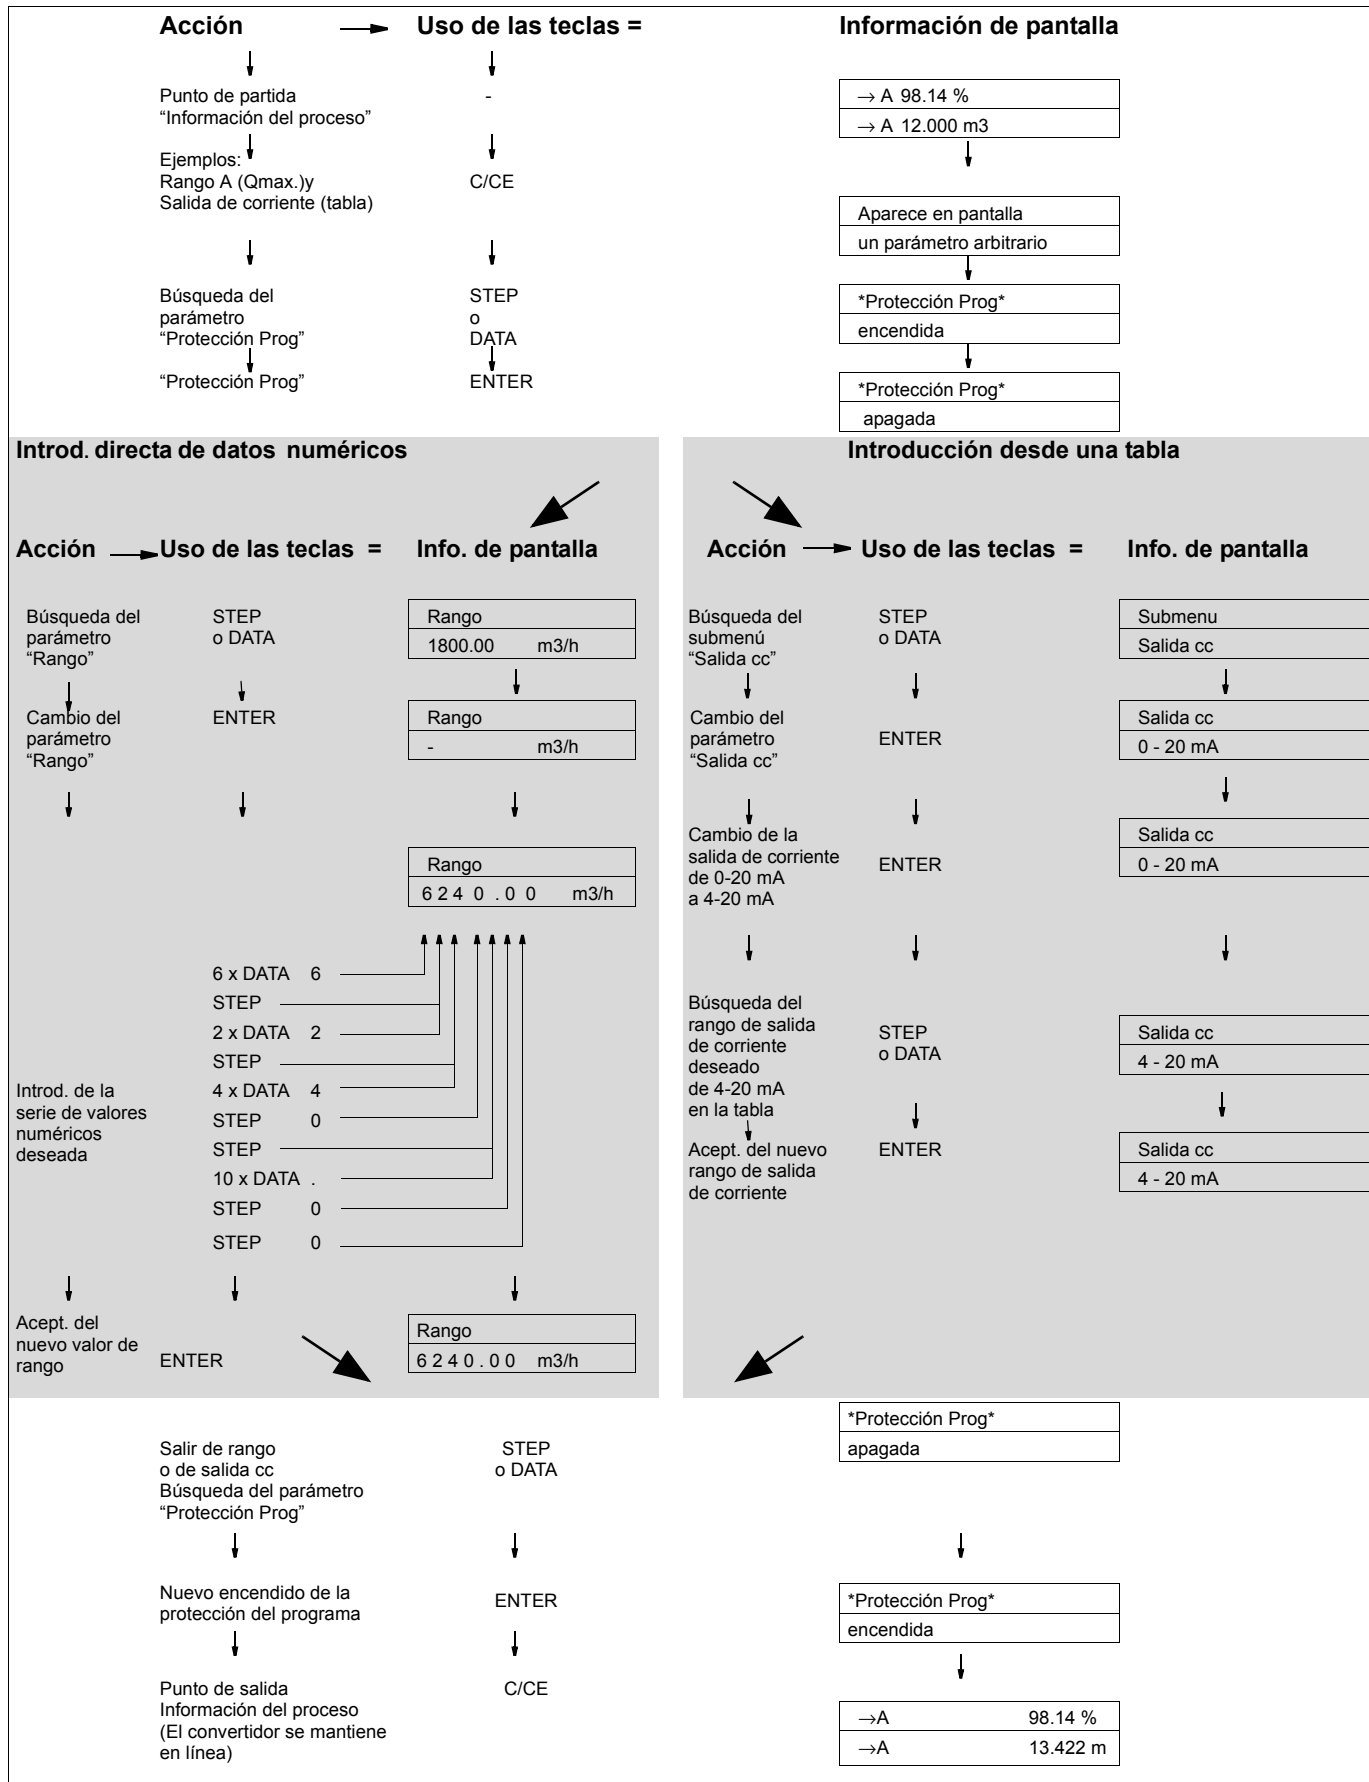 Acción → Uso de las teclas = Información de pantalla
Punto de partida
“Información del proceso”
-
→ A 98.14 %
→ A 12.000 m3
Ejemplos:
Rango A (Qmax.)y
Salida de corriente (tabla)
C/CE
Aparece en pantalla
un parámetro arbitrario
Búsqueda del
parámetro
“Protección Prog”
STEP
o
DATA
*Protección Prog*
encendida
“Protección Prog”
ENTER
*Protección Prog*
apagada
Introd. directa de datos numéricos
Acción → Uso de las teclas = Info. de pantalla
Búsqueda del
parámetro
“Rango”
STEP
o DATA
Rango
1800.00 m3/h
Cambio del
parámetro
“Rango”
ENTER
Rango
- m3/h
Rango
6 2 4 0 . 0 0 m3/h
Introd. de la
serie de valores
numéricos
deseada
6 x DATA 6
STEP
2 x DATA 2
STEP
4 x DATA 4
STEP 0
STEP
10 x DATA .
STEP 0
STEP 0
Acept. del
nuevo valor de
rango
ENTER
Rango
6 2 4 0 . 0 0 m3/h
Introducción desde una tabla
Acción → Uso de las teclas = Info. de pantalla
Búsqueda del
submenú
“Salida cc”
STEP
o DATA
Submenu
Salida cc
Cambio del
parámetro
“Salida cc”
ENTER
Salida cc
0 - 20 mA
Cambio de la
salida de corriente
de 0-20 mA
a 4-20 mA
ENTER
Salida cc
0 - 20 mA
Búsqueda del
rango de salida
de corriente
deseado
de 4-20 mA
en la tabla
STEP
o DATA
Salida cc
4 - 20 mA
Acept. del nuevo
rango de salida
de corriente
ENTER
Salida cc
4 - 20 mA
Salir de rango
o de salida cc
Búsqueda del parámetro
“Protección Prog”
STEP
o DATA
*Protección Prog*
apagada
Nuevo encendido de la
protección del programa
ENTER
*Protección Prog*
encendida
Punto de salida
Información del proceso
(El convertidor se mantiene
en línea)
C/CE
→A 98.14 %
→A 13.422 m